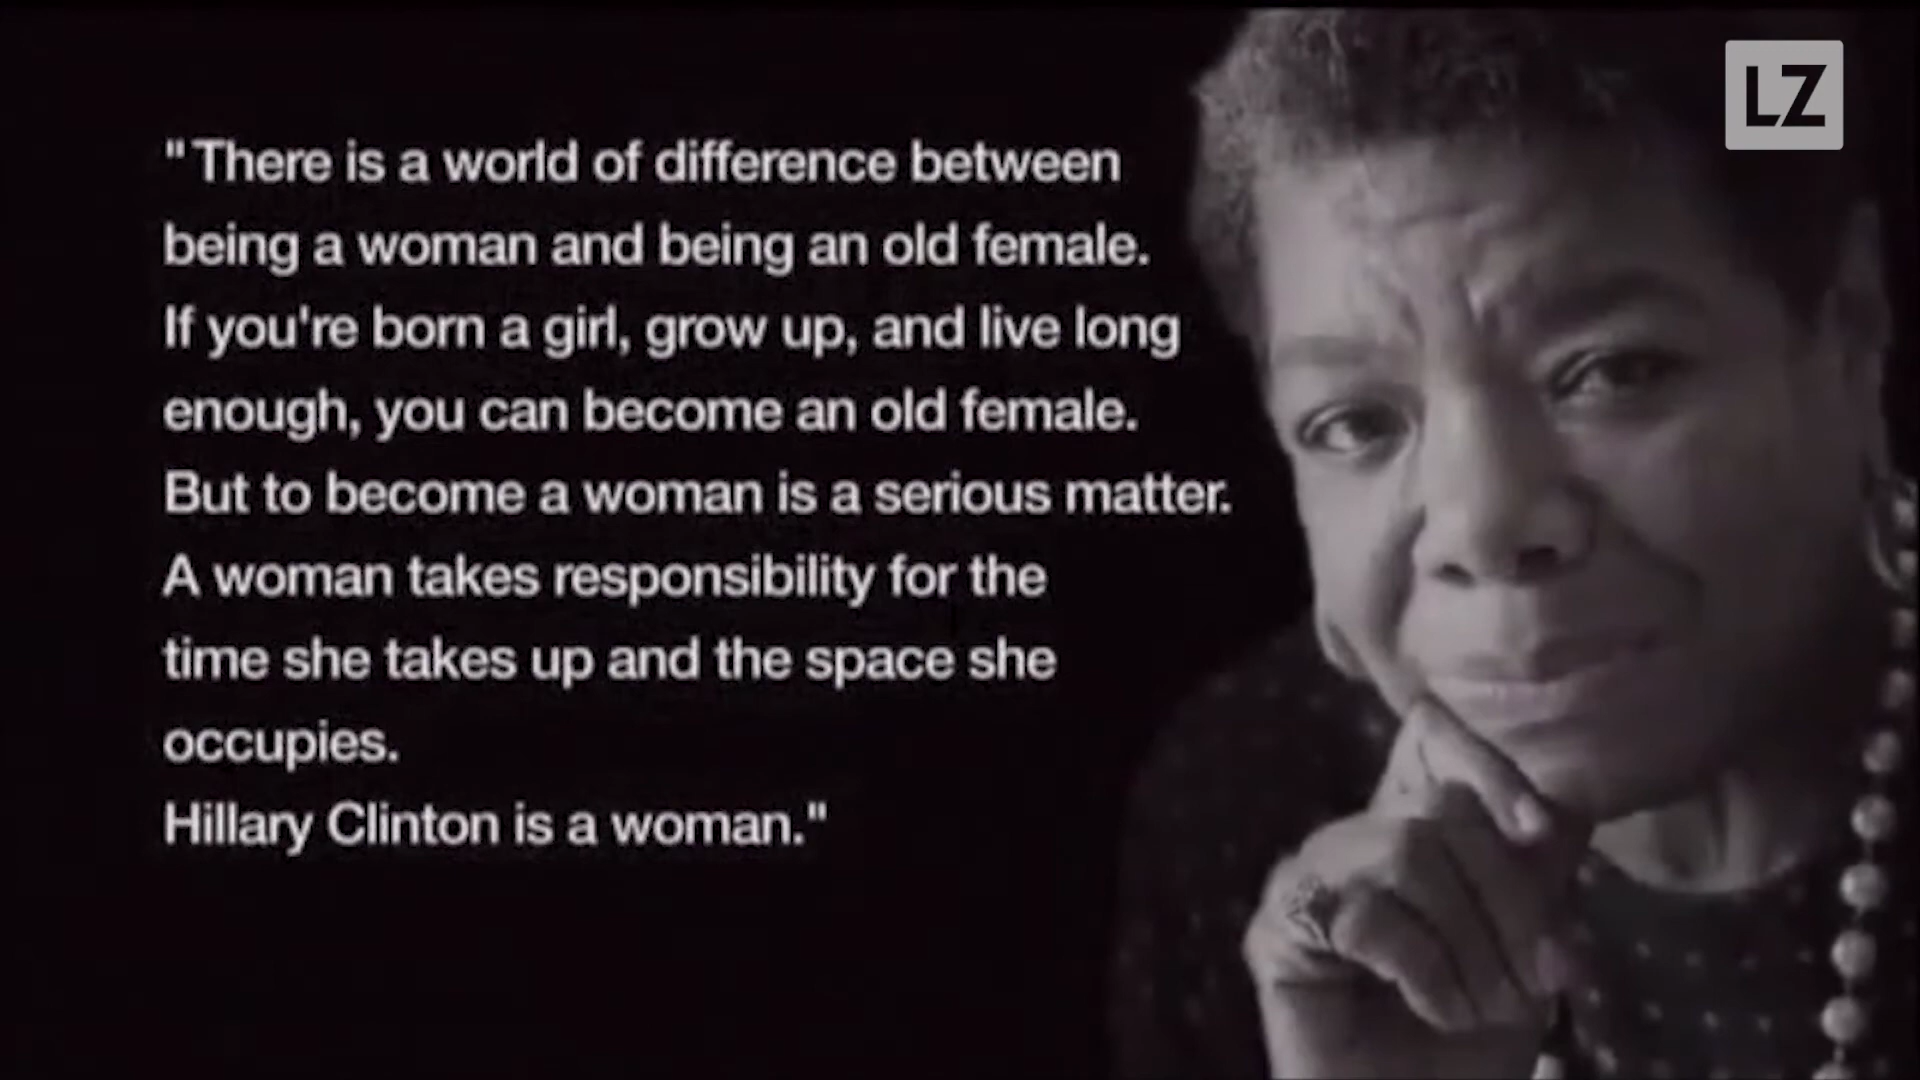 LZ
"There is a world of difference between
being a woman and being an old female.
If you're born a girl, grow up, and live long
enough, you can become an old female.
But to become a woman is a serious matter.
A woman takes responsibility for the
time she takes up and the space she
occupies.
Hillary Clinton is a woman."